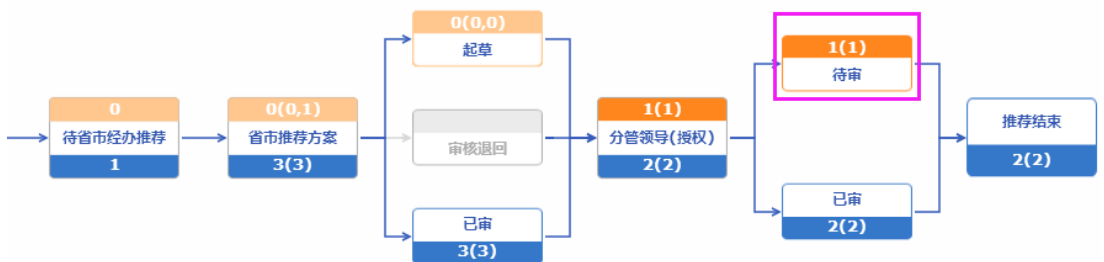 0
待省市经办推荐
1
0(0,1)
省市推荐方案
3(3)
0(0,0)
起草
审核退回
已审
3(3)
1(1)
分管领导(授权)
2(2)
1(1)
待审
已审
2(2)
推荐结束
2(2)